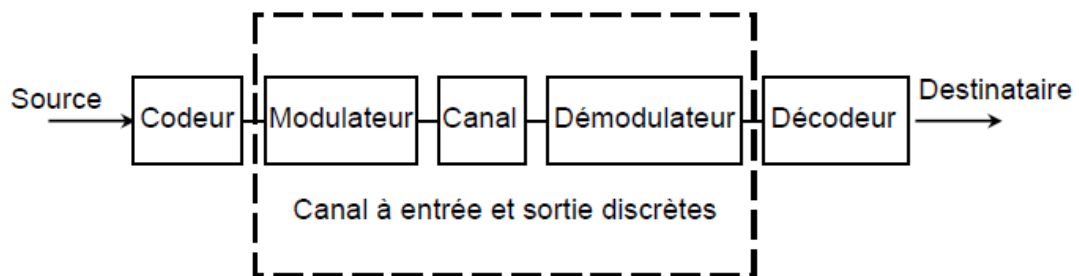 Source
Codeur
Modulateur
Canal
Démodulateur
Décodeur
Destinataire
Canal à entrée et sortie discrètes